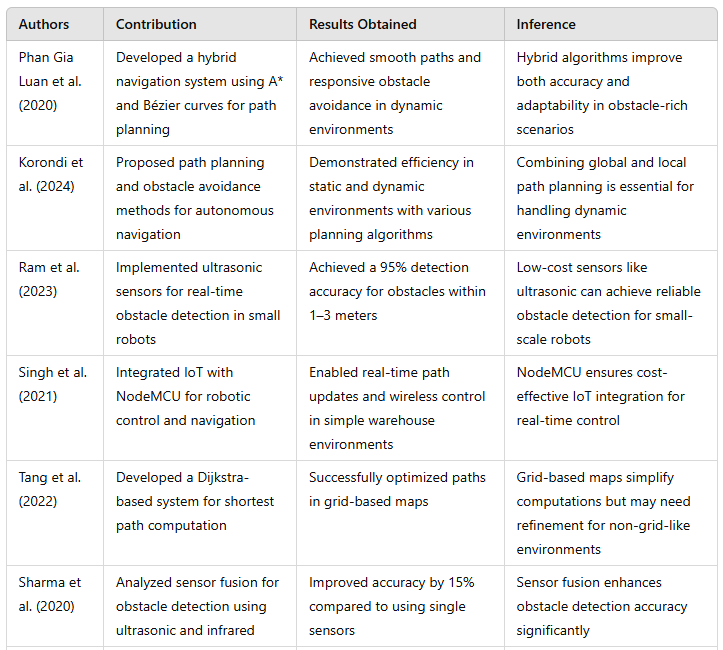 Authors Contribution Results Obtained Inference
Phan Gia Developed a hybrid Achieved smooth paths and Hybrid algorithms improve
Luan et al. navigation system using A* responsive obstacle both accuracy and
(2020) and Bézier curves for path avoidance in dynamic adaptability in obstacle-rich
planning environments scenarios
Korondi et Proposed path planning Demonstrated efficiency in Combining global and local
al. (2024) and obstacle avoidance static and dynamic path planning is essential for
methods for autonomous environments with various handling dynamic
navigation planning algorithms environments
Ram et al. Implemented ultrasonic Achieved a 95% detection Low-cost sensors like
(2023) sensors for real-time accuracy for obstacles within ultrasonic can achieve reliable
obstacle detection in small 1–3 meters obstacle detection for small-
robots scale robots
Singh et al. Integrated IoT with Enabled real-time path NodeMCU ensures cost-
(2021) NodeMCU for robotic updates and wireless control effective IoT integration for
control and navigation in simple warehouse real-time control
environments
Tang et al. Developed a Dijkstra- Successfully optimized paths Grid-based maps simplify
(2022) based system for shortest in grid-based maps computations but may need
path computation refinement for non-grid-like
environments
Sharma et Analyzed sensor fusion for Improved accuracy by 15% Sensor fusion enhances
al. (2020) obstacle detection using compared to using single obstacle detection accuracy
ultrasonic and infrared sensors significantly